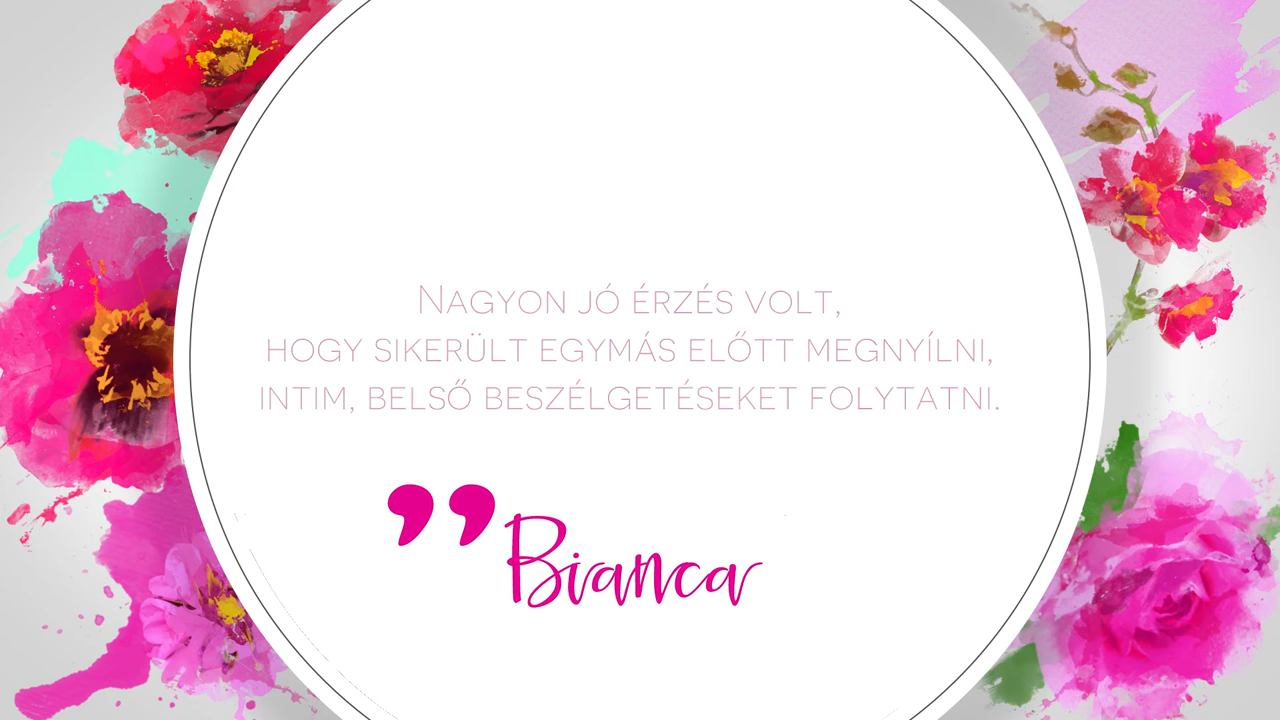 Nagyon jó érzés volt,
hogy sikerült egymás előtt megnyílni,
intim, belső beszélgetéseket folytatni.
” Bianca